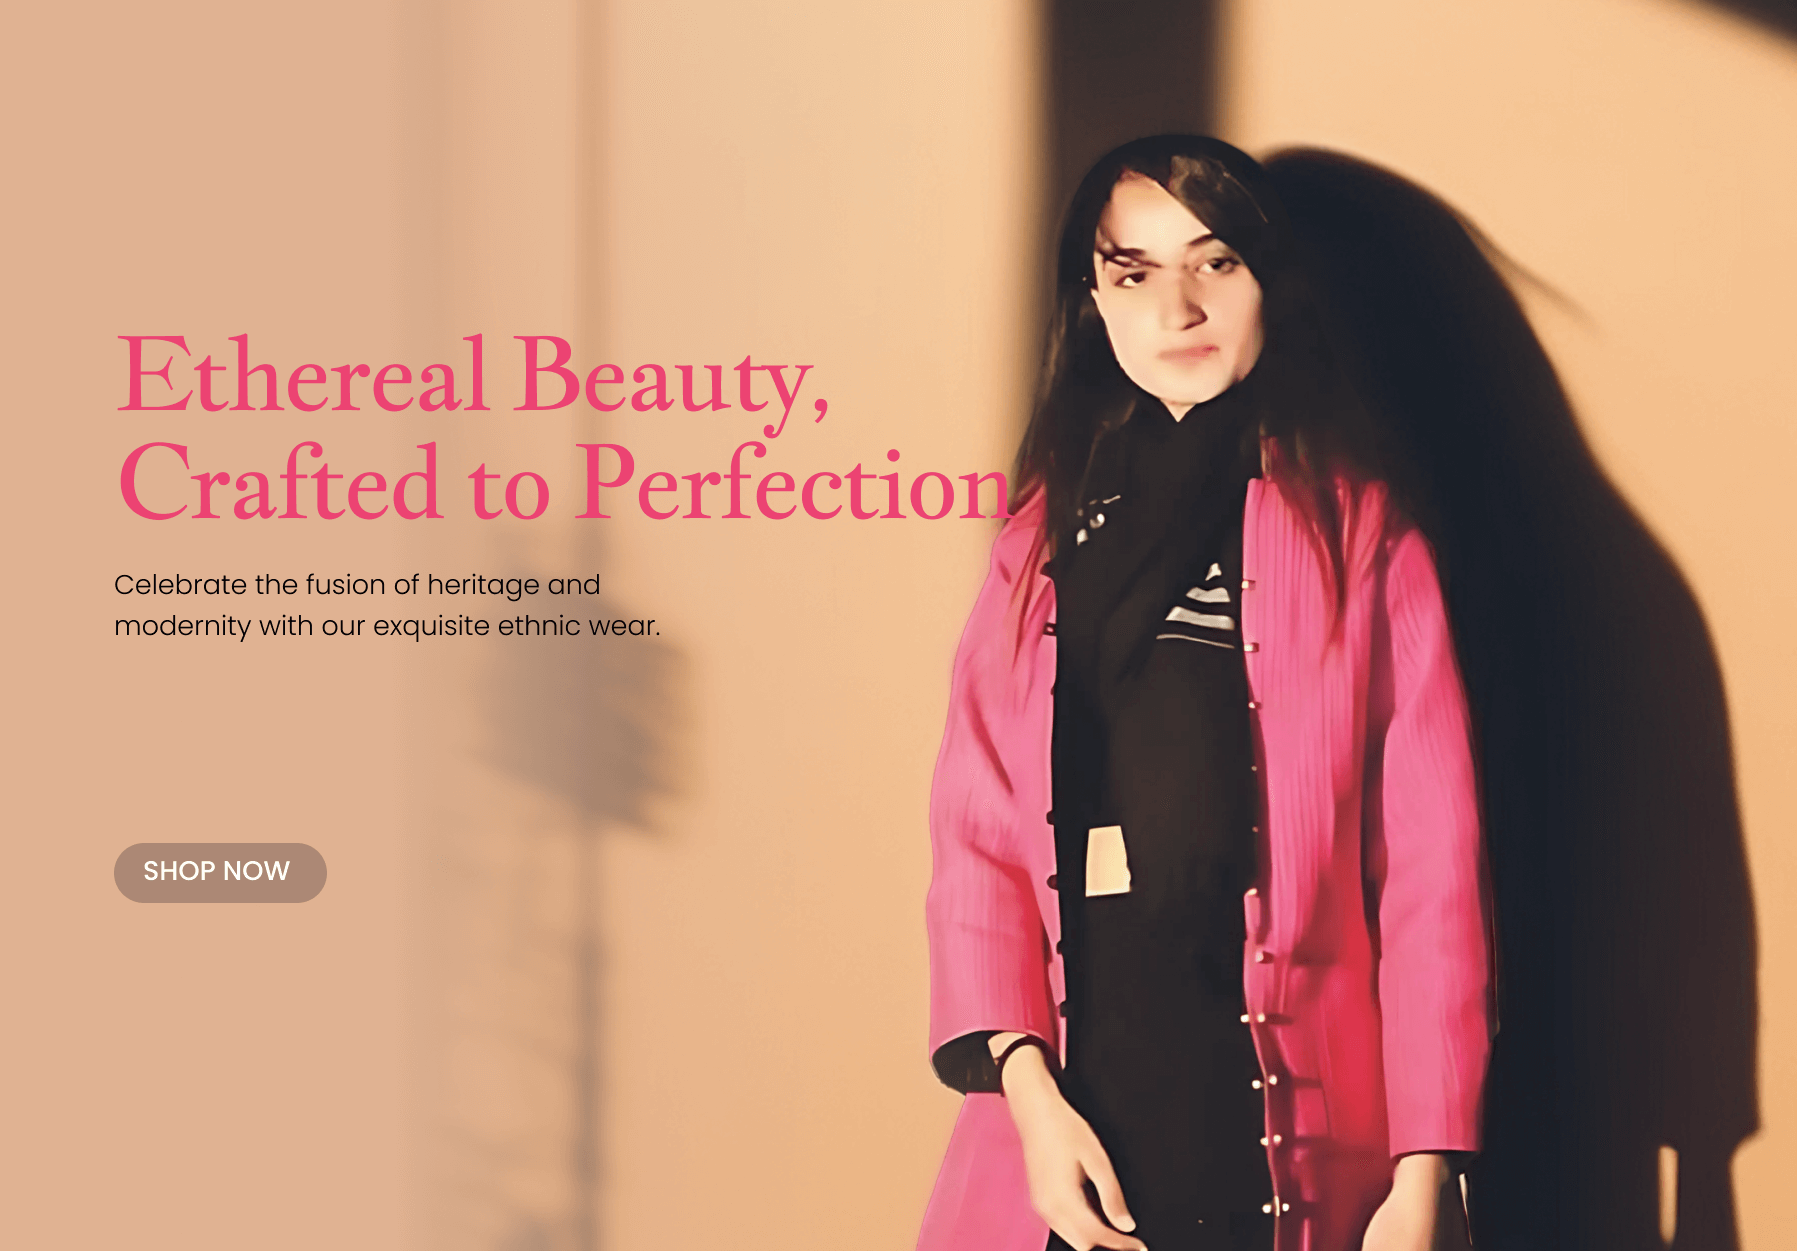 Ethereal Beauty,
Crafted to Perfection
Celebrate the fusion of heritage and
modernity with our exquisite ethnic wear.
SHOP NOW